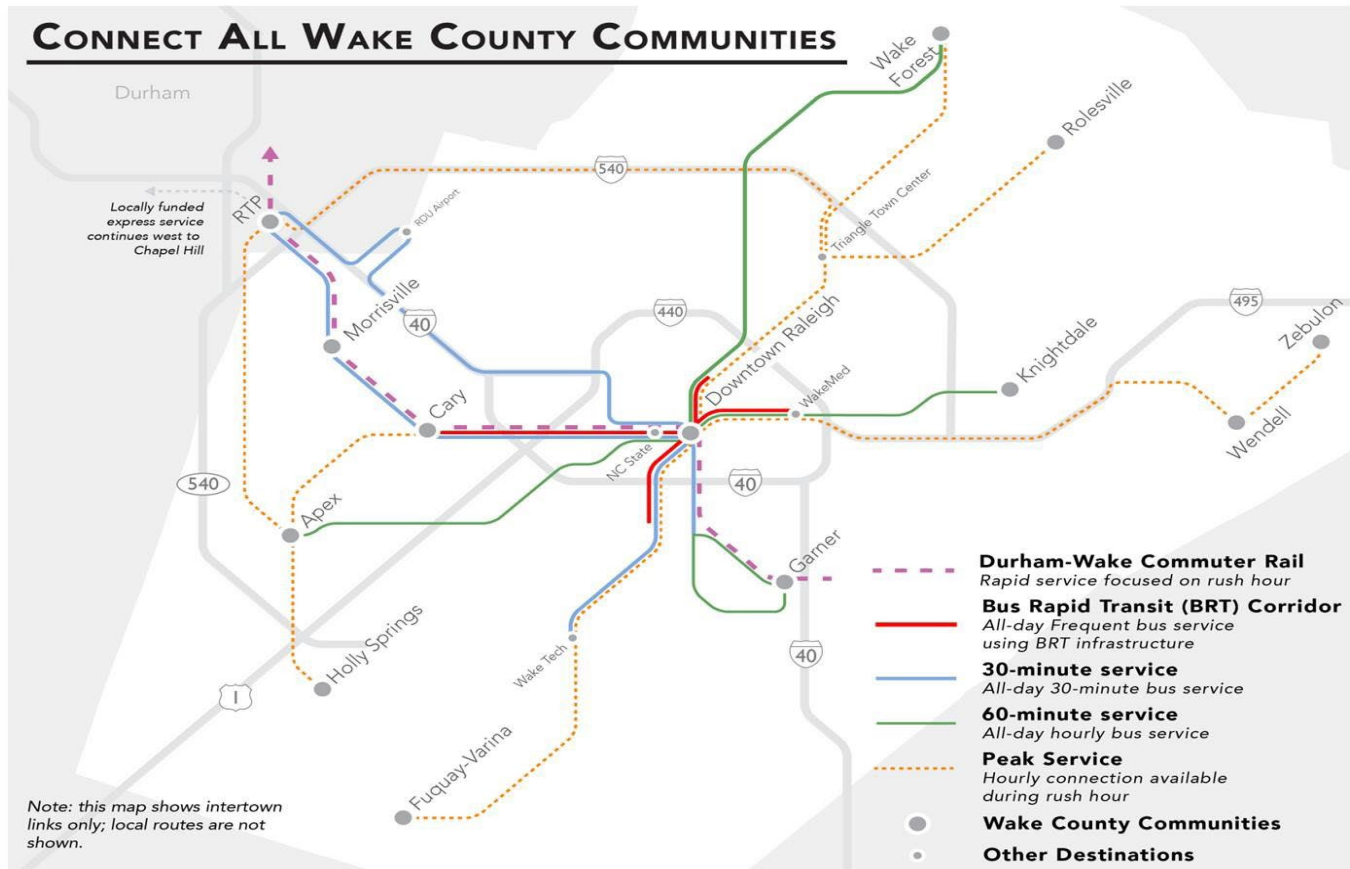 CONNECT ALL WAKE COUNTY COMMUNITIES
Durham
Wake
Forest
Rolesville
540
Triangle Town Center
RDU Airport
RTP
Locally funded
express service
continues west to
Chapel Hill
Morrisville
40
440
Downtown Raleigh
495
Zebulon
Knightdale
WakeMed
Wendell
Cary
NC State
540
40
Apex
Garner
Holly Springs
Wake Tech
40
1
Fuquay-Varina
Durham-Wake Commuter Rail
Rapid service focused on rush hour
Bus Rapid Transit (BRT) Corridor
All-day Frequent bus service
using BRT infrastructure
30-minute service
All-day 30-minute bus service
60-minute service
All-day hourly bus service
Peak Service
Hourly connection available
during rush hour
Wake County Communities
Other Destinations
Note: this map shows intertown
links only; local routes are not
shown.